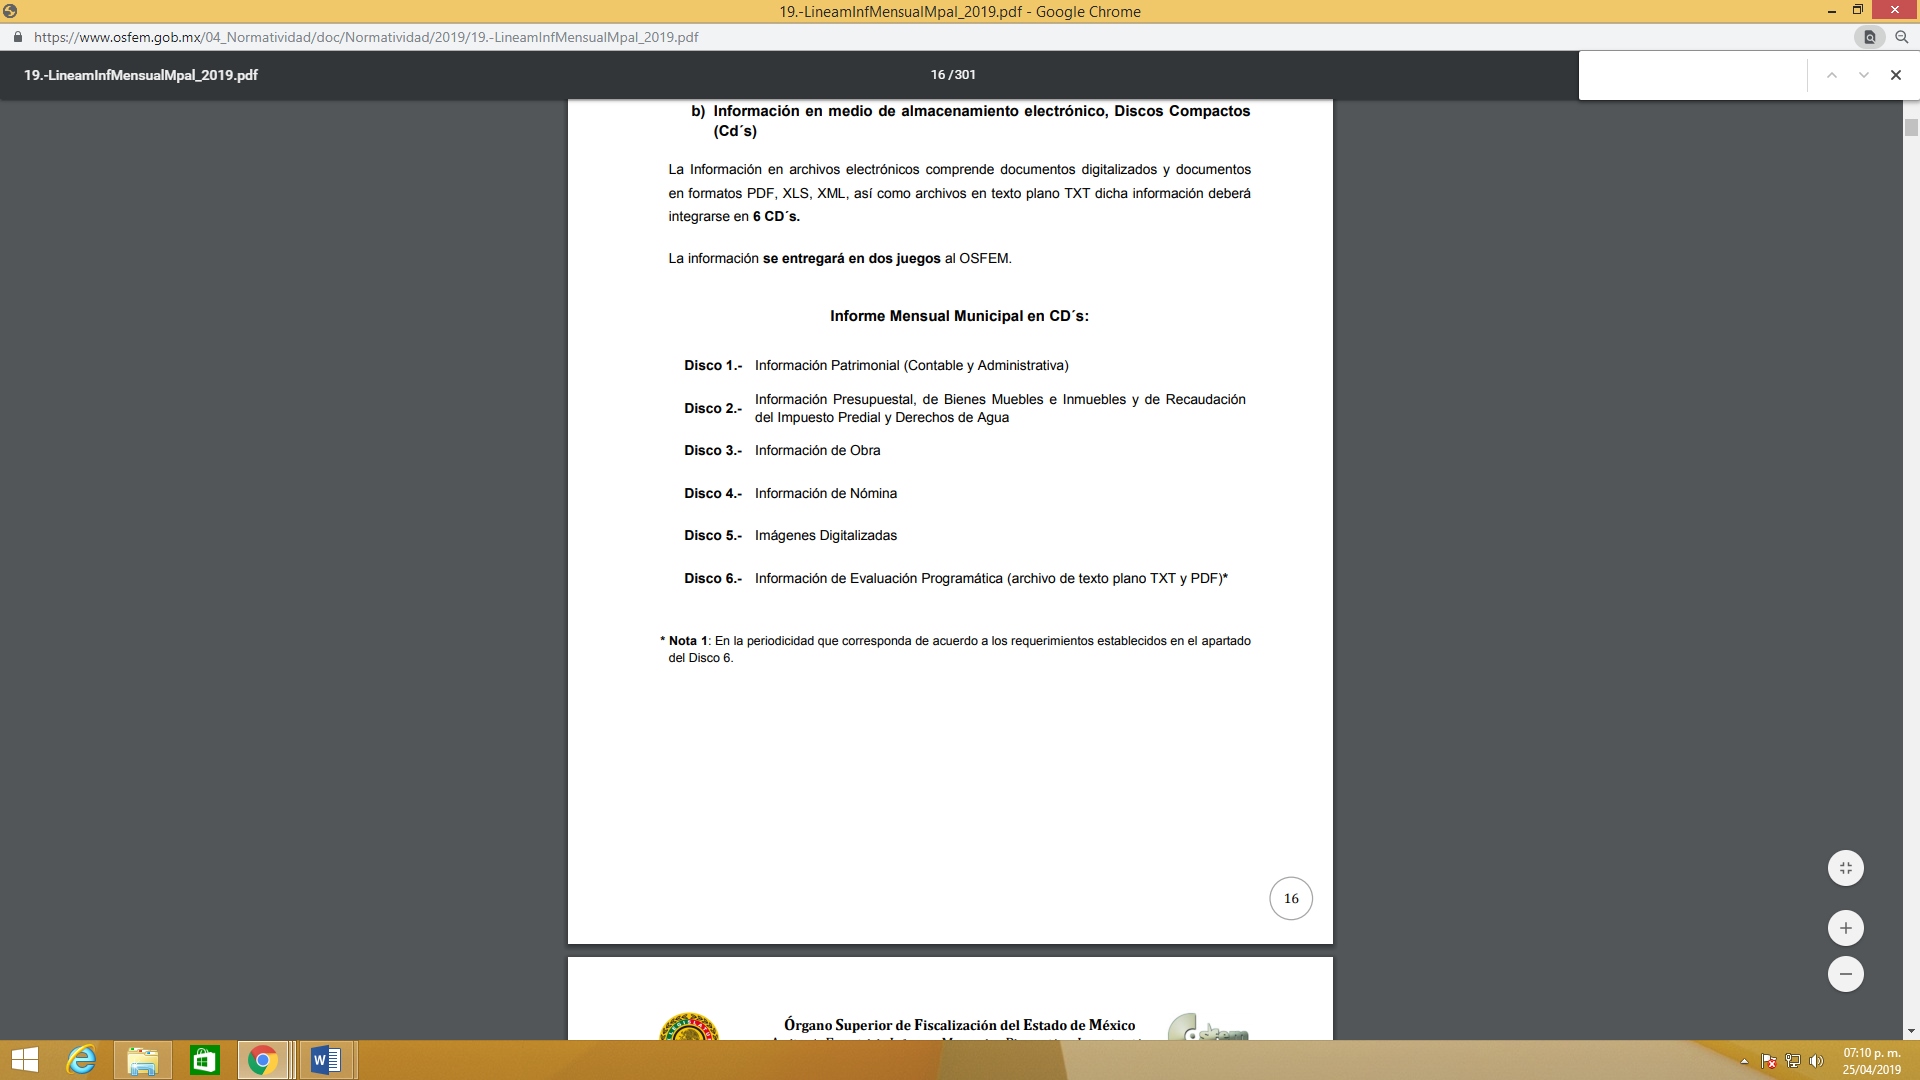 19.-LineamInfMensualMpal_2019.pdf - Google Chrome
https://www.osfem.gob.mx/04_Normatividad/doc/Normatividad/2019/19.-LineamInfMensualMpal_2019.pdf
19.-LineamInfMensualMpal_2019.pdf
16 /301
b) Información en medio de almacenamiento electrónico, Discos Compactos
(Cd´s)
La Información en archivos electrónicos comprende documentos digitalizados y documentos
en formatos PDF, XLS, XML, así como archivos en texto plano TXT dicha información deberá
integrarse en 6 CD´s.
La información se entregará en dos juegos al OSFEM.
Informe Mensual Municipal en CD´s:
Disco 1.- Información Patrimonial (Contable y Administrativa)
Disco 2.- Información Presupuestal, de Bienes Muebles e Inmuebles y de Recaudación
del Impuesto Predial y Derechos de Agua
Disco 3.- Información de Obra
Disco 4.- Información de Nómina
Disco 5.- Imágenes Digitalizadas
Disco 6.- Información de Evaluación Programática (archivo de texto plano TXT y PDF)*
* Nota 1: En la periodicidad que corresponda de acuerdo a los requerimientos establecidos en el apartado
del Disco 6.
16
Órgano Superior de Fiscalización del Estado de México
07:10 p. m.
25/04/2019